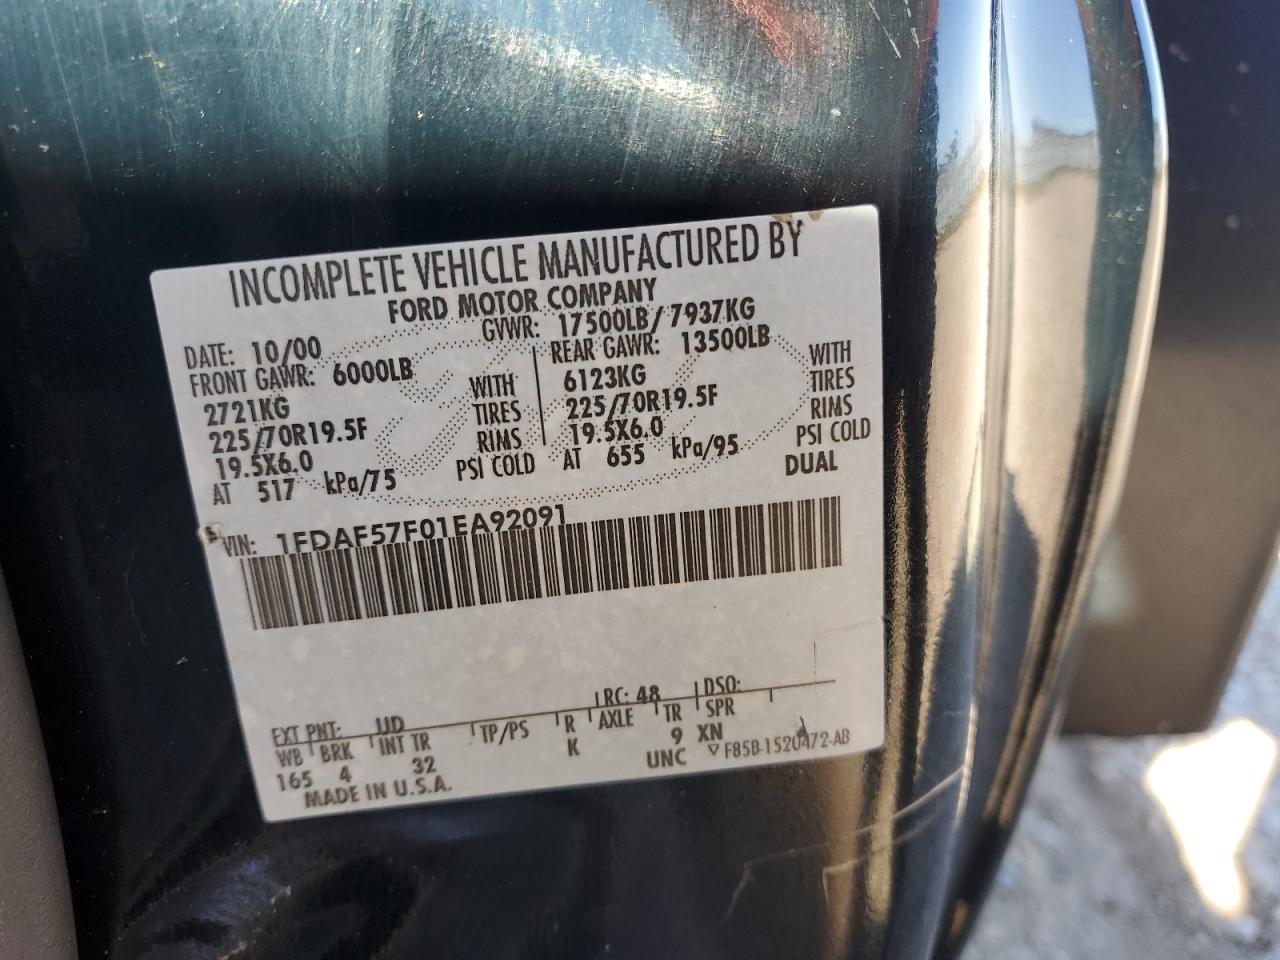 INCOMPLETE VEHICLE MANUFACTURED BY
FORD MOTOR COMPANY
DATE: 10/00 GVWR: 17500LB/7937KG
FRONT GAWR: 6000LB REAR GAWR: 13500LB
2721KG WITH 6123KG WITH
225/70R19.5F TIRES 225/70R19.5F TIRES
19.5X6.0 RIMS 19.5X6.0 RIMS
AT 517 kPa/75 PSI COLD AT 655 kPa/95 PSI COLD
DUAL
VIN: 1FDAF57F01EA92091
EXT PNT: RC: 48 DSO:
WB BRK INT TR TP/PS R AXLE TR SPR
165 4 32 K 9 XN
MADE IN U.S.A. UNC ▽ F85B-1520472-AB